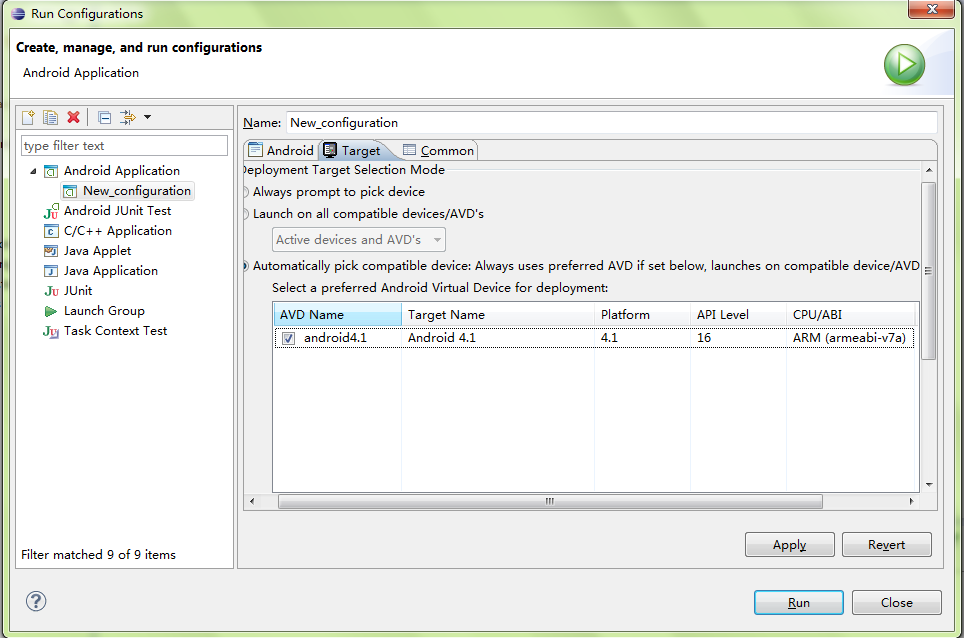 Run Configurations
Create, manage, and run configurations
Android Application
type filter text
Android Application
New_configuration
Android JUnit Test
C/C++ Application
Java Applet
Java Application
JUnit
Launch Group
Task Context Test
Filter matched 9 of 9 items
Name: New_configuration
Android Target Common
Deployment Target Selection Mode
Always prompt to pick device
Launch on all compatible devices/AVD's
Active devices and AVD's
Automatically pick compatible device: Always uses preferred AVD if set below, launches on compatible device/AVD
Select a preferred Android Virtual Device for deployment:
AVD Name Target Name Platform API Level CPU/ABI
android4.1 Android 4.1 4.1 16 ARM (armeabi-v7a)
Apply Revert
Run Close